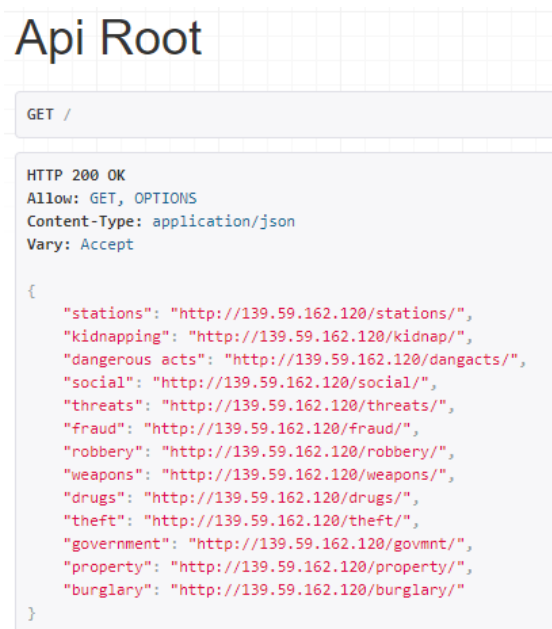 Api Root
GET /
HTTP 200 OK
Allow: GET, OPTIONS
Content-Type: application/json
Vary: Accept
{
"stations": "http://139.59.162.120/stations/",
"kidnapping": "http://139.59.162.120/kidnap/",
"dangerous acts": "http://139.59.162.120/dangacts/",
"social": "http://139.59.162.120/social/",
"threats": "http://139.59.162.120/threats/",
"fraud": "http://139.59.162.120/fraud/",
"robbery": "http://139.59.162.120/robbery/",
"weapons": "http://139.59.162.120/weapons/",
"drugs": "http://139.59.162.120/drugs/",
"theft": "http://139.59.162.120/theft/",
"government": "http://139.59.162.120/govmnt/",
"property": "http://139.59.162.120/property/",
"burglary": "http://139.59.162.120/burglary/"
}